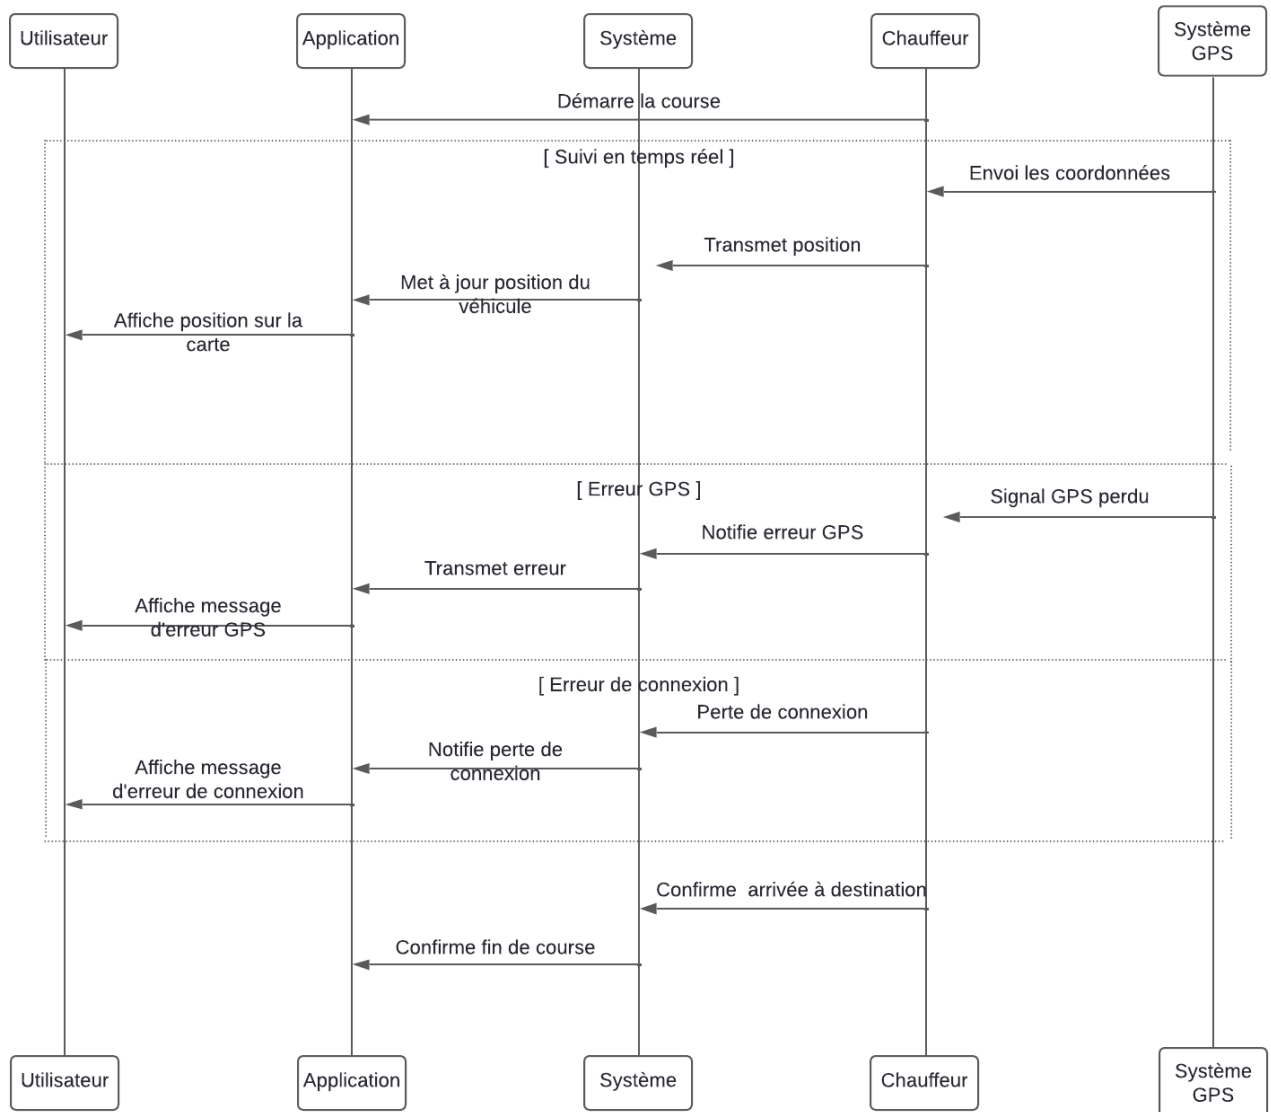 Utilisateur
Application
Système
Chauffeur
Système
GPS
Démarre la course
[ Suivi en temps réel ]
Envoi les coordonnées
Transmet position
Met à jour position du
véhicule
Affiche position sur la
carte
[ Erreur GPS ]
Signal GPS perdu
Notifie erreur GPS
Transmet erreur
Affiche message
d'erreur GPS
[ Erreur de connexion ]
Perte de connexion
Notifie perte de
connexion
Affiche message
d'erreur de connexion
Confirme  arrivée à destination
Confirme fin de course
Utilisateur
Application
Système
Chauffeur
Système
GPS